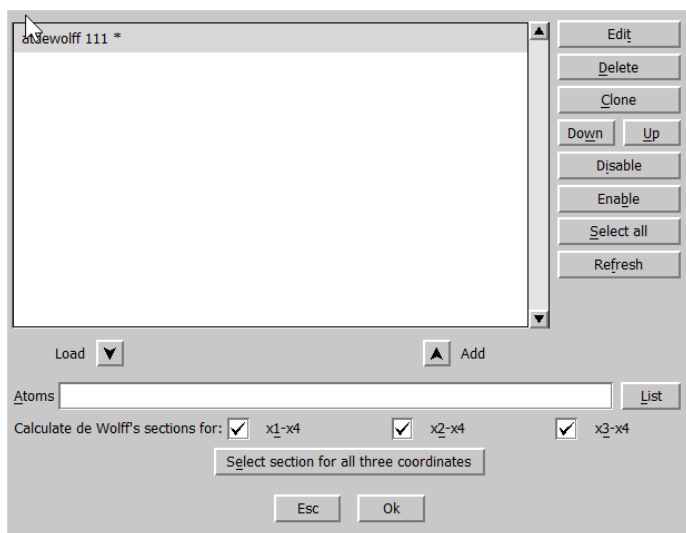 atdewolff 111 *
Edit
Delete
Clone
Down Up
Disable
Enable
Select all
Refresh
Load Add
Atoms List
Calculate de Wolff's sections for: x1-x4 x2-x4 x3-x4
Select section for all three coordinates
Esc Ok